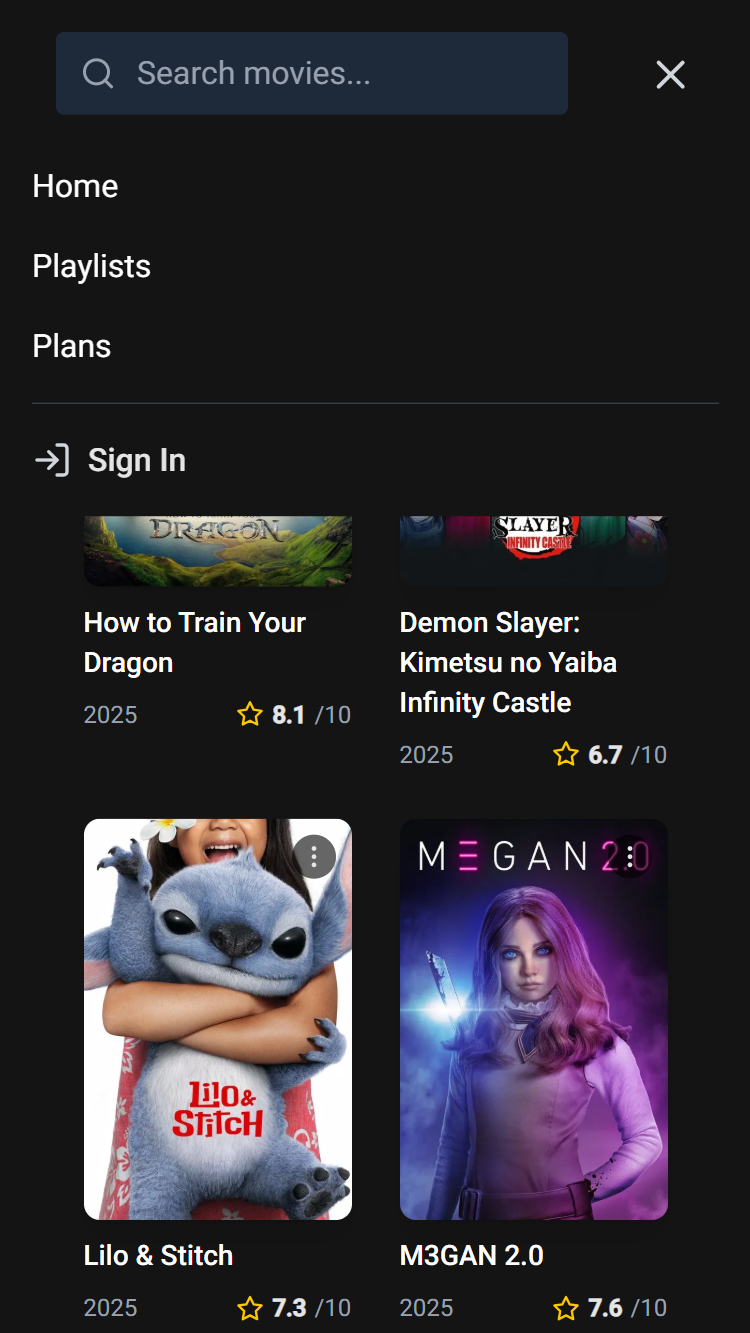 Search movies...
Home
Playlists
Plans
Sign In
DRAGON
SLAYER
INFINITY CASTLE
How to Train Your
Dragon
2025 8.1 /10
Demon Slayer:
Kimetsu no Yaiba
Infinity Castle
2025 6.7 /10
Lilo &
Stitch
MEGAN 2.0
Lilo & Stitch
2025 7.3 /10
M3GAN 2.0
2025 7.6 /10